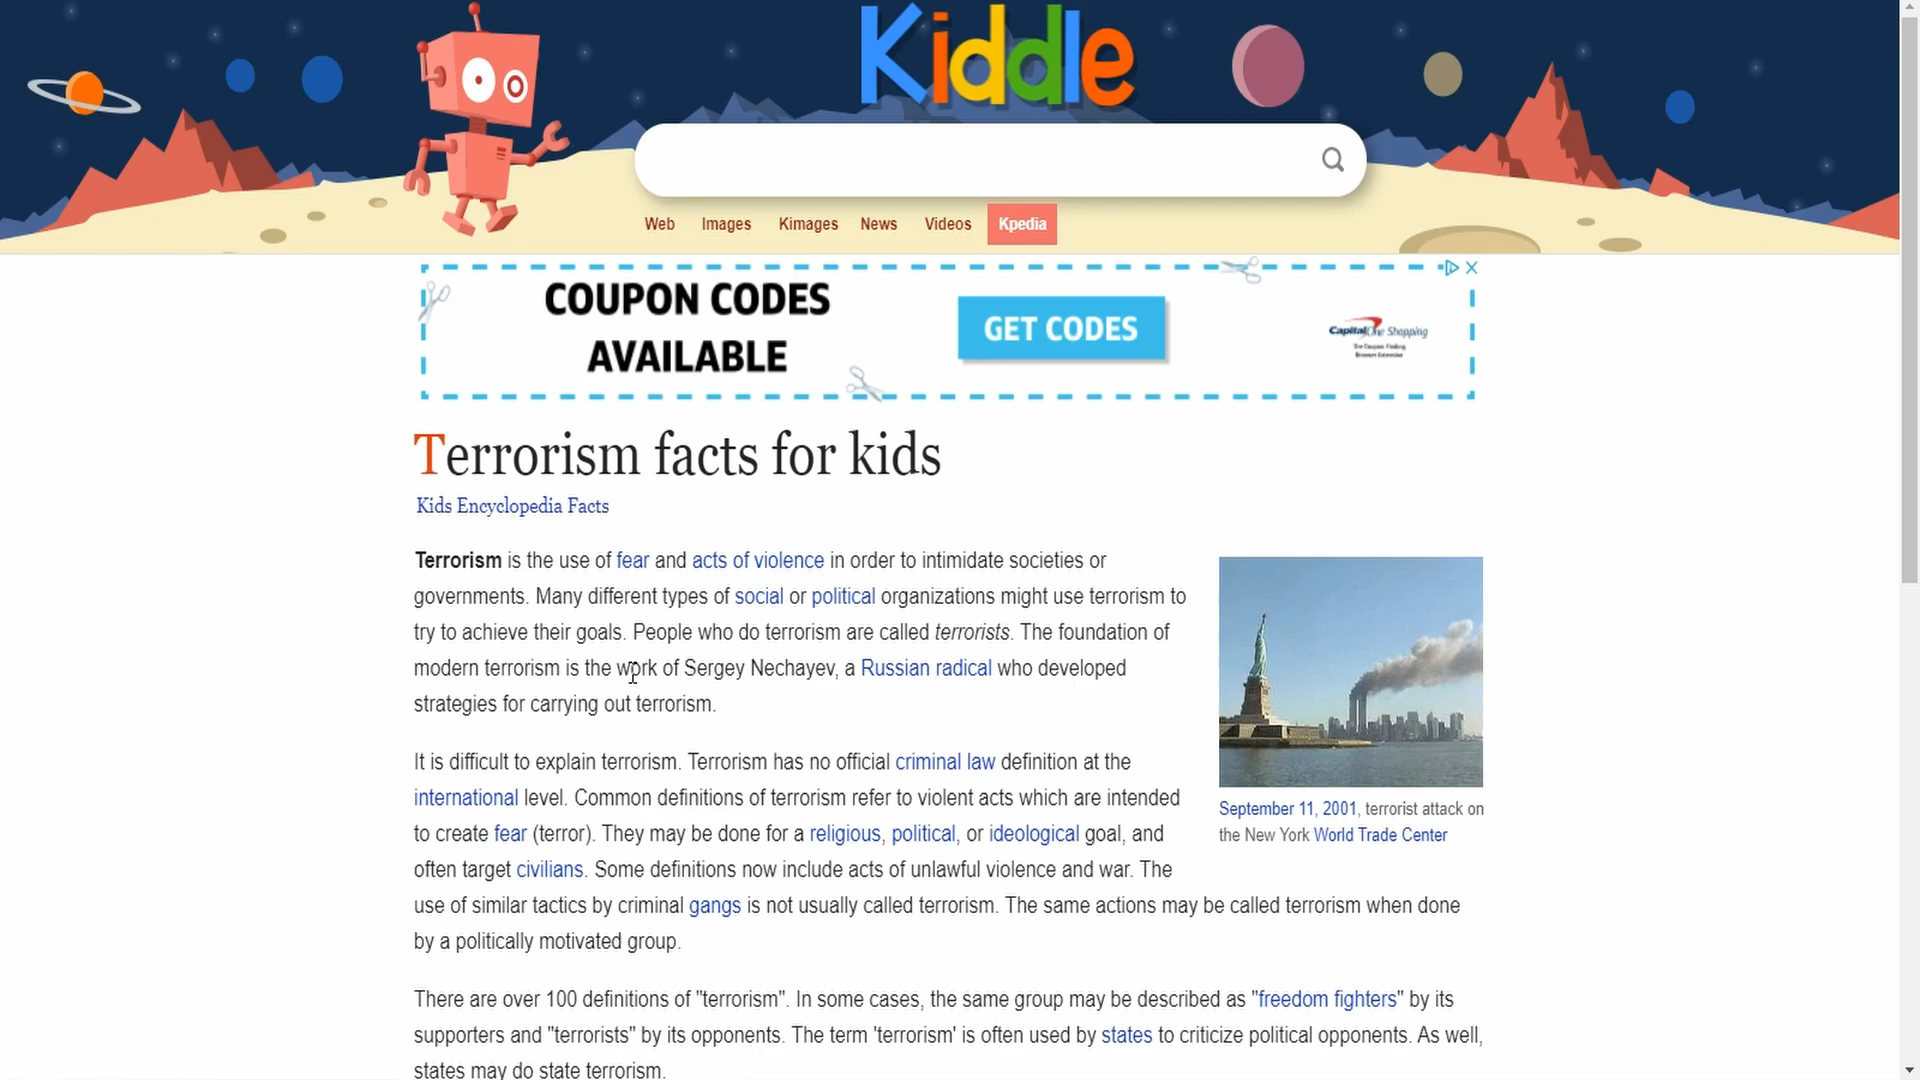 Kiddle
Web Images Kimages News Videos Kpedia
COUPON CODES
AVAILABLE
GET CODES
CapitalOne Shopping
The Coupon Finding
Browser Extension
Terrorism facts for kids
Kids Encyclopedia Facts
Terrorism is the use of fear and acts of violence in order to intimidate societies or
governments. Many different types of social or political organizations might use terrorism to
try to achieve their goals. People who do terrorism are called terrorists. The foundation of
modern terrorism is the work of Sergey Nechayev, a Russian radical who developed
strategies for carrying out terrorism.
September 11, 2001, terrorist attack on
the New York World Trade Center
It is difficult to explain terrorism. Terrorism has no official criminal law definition at the
international level. Common definitions of terrorism refer to violent acts which are intended
to create fear (terror). They may be done for a religious, political, or ideological goal, and
often target civilians. Some definitions now include acts of unlawful violence and war. The
use of similar tactics by criminal gangs is not usually called terrorism. The same actions may be called terrorism when done
by a politically motivated group.
There are over 100 definitions of "terrorism". In some cases, the same group may be described as "freedom fighters" by its
supporters and "terrorists" by its opponents. The term 'terrorism' is often used by states to criticize political opponents. As well,
states may do state terrorism.